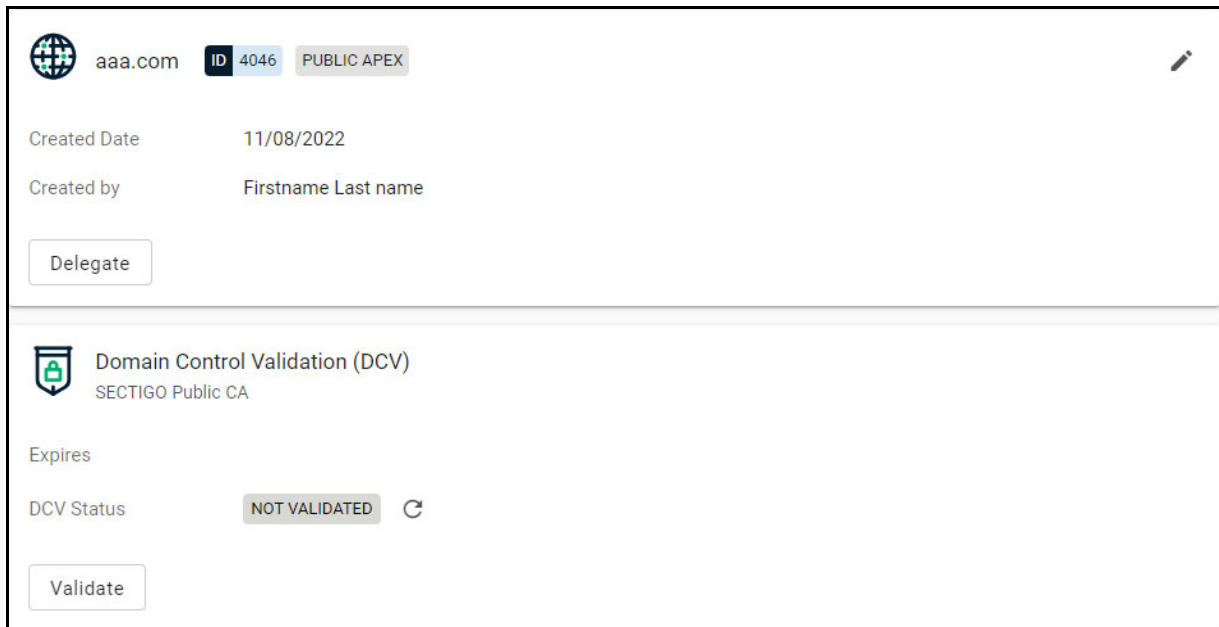 aaa.com ID 4046 PUBLIC APEX
Created Date 11/08/2022
Created by Firstname Last name
Delegate
Domain Control Validation (DCV)
SECTIGO Public CA
Expires
DCV Status NOT VALIDATED
Validate